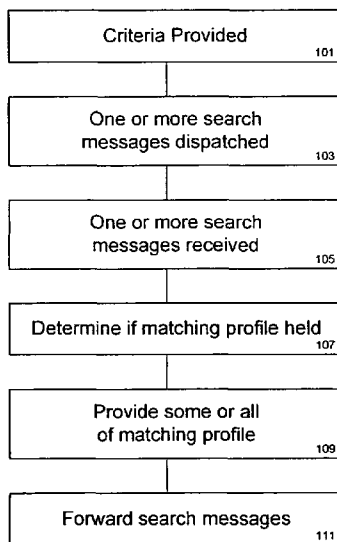 Criteria Provided
101
One or more search
messages dispatched
103
One or more search
messages received
105
Determine if matching profile held
107
Provide some or all
of matching profile
109
Forward search messages
111